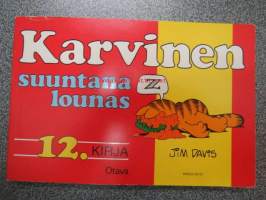 Karvinen
suuntana
lounas
Z
12. KIRJA
JIM DAVIS
Otava